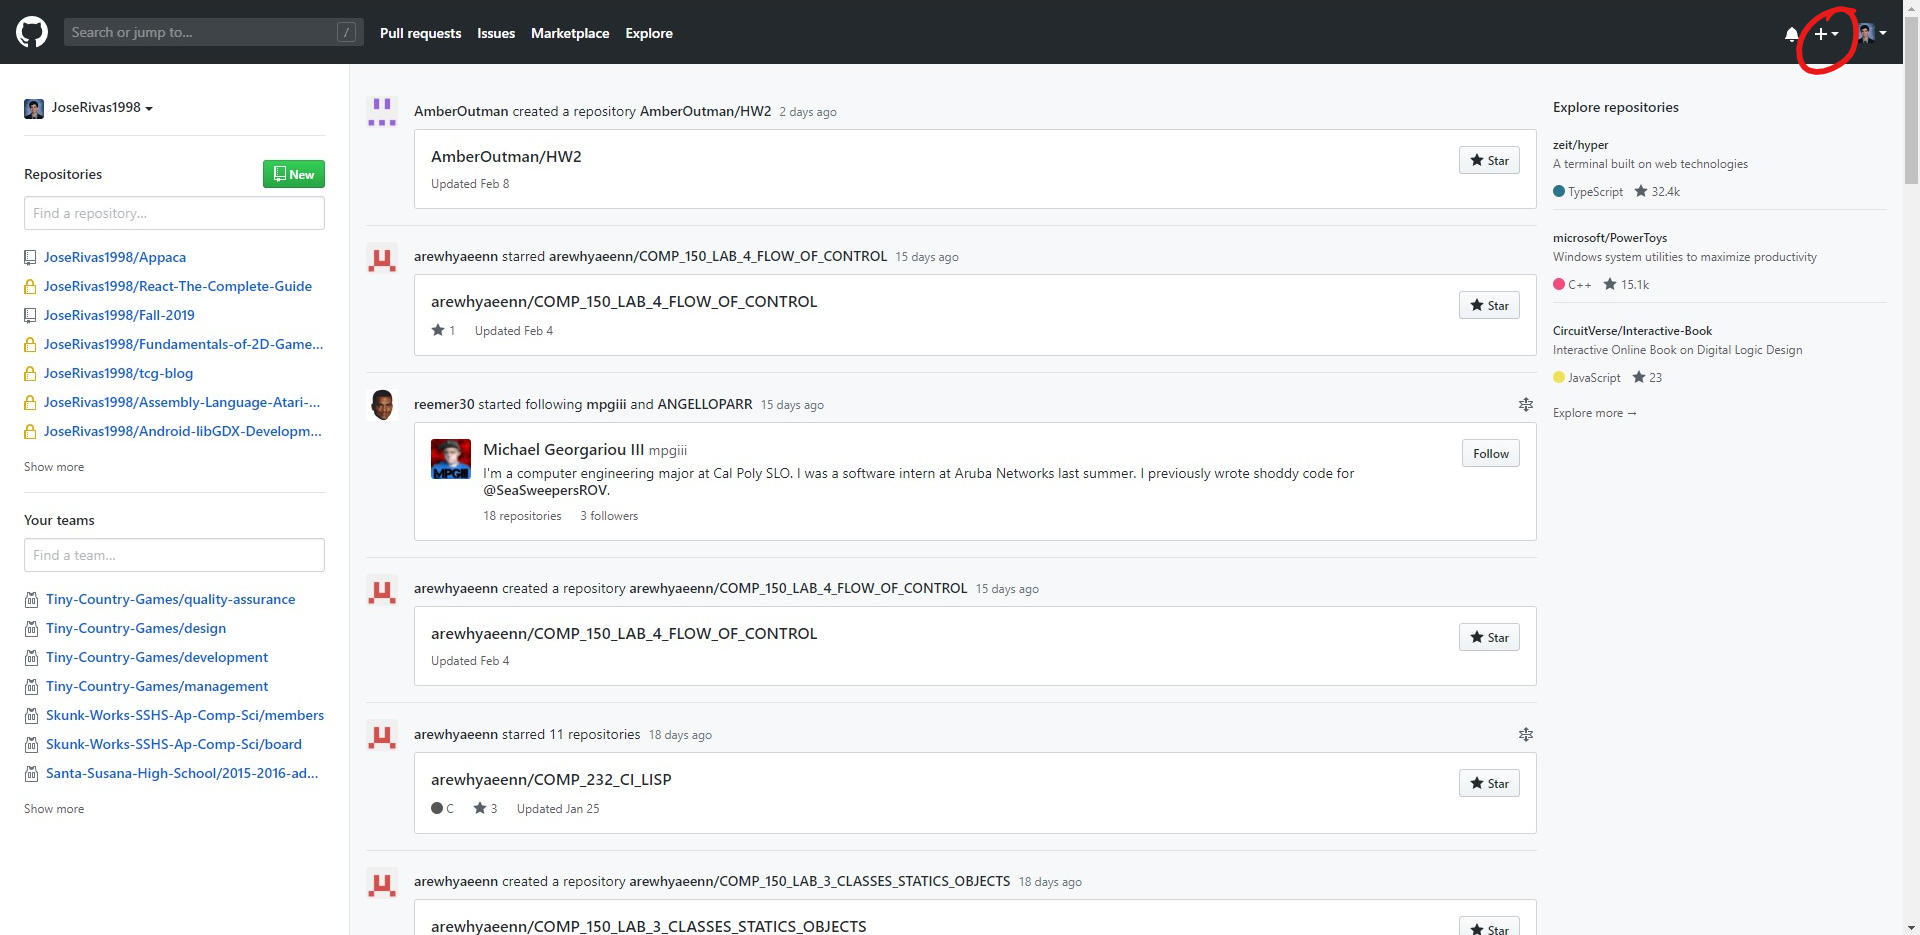 Search or jump to... /
Pull requests Issues Marketplace Explore
JoseRivas1998
Repositories
New
Find a repository...
JoseRivas1998/Appaca
JoseRivas1998/React-The-Complete-Guide
JoseRivas1998/Fall-2019
JoseRivas1998/Fundamentals-of-2D-Game...
JoseRivas1998/tcg-blog
JoseRivas1998/Assembly-Language-Atari-...
JoseRivas1998/Android-libGDX-Developm...
Show more
Your teams
Find a team...
Tiny-Country-Games/quality-assurance
Tiny-Country-Games/design
Tiny-Country-Games/development
Tiny-Country-Games/management
Skunk-Works-SSHS-Ap-Comp-Sci/members
Skunk-Works-SSHS-Ap-Comp-Sci/board
Santa-Susana-High-School/2015-2016-ad...
Show more
AmberOutman created a repository AmberOutman/HW2 2 days ago
AmberOutman/HW2
Star
Updated Feb 8
arewhyaeenn starred arewhyaeenn/COMP_150_LAB_4_FLOW_OF_CONTROL 15 days ago
arewhyaeenn/COMP_150_LAB_4_FLOW_OF_CONTROL
Star
1 Updated Feb 4
reemer30 started following mpgiii and ANGELLOPARR 15 days ago
MPGIII
Michael Georgariou III mpgiii
Follow
I'm a computer engineering major at Cal Poly SLO. I was a software intern at Aruba Networks last summer. I previously wrote shoddy code for
@SeaSweepersROV.
18 repositories 3 followers
arewhyaeenn created a repository arewhyaeenn/COMP_150_LAB_4_FLOW_OF_CONTROL 15 days ago
arewhyaeenn/COMP_150_LAB_4_FLOW_OF_CONTROL
Star
Updated Feb 4
arewhyaeenn starred 11 repositories 18 days ago
arewhyaeenn/COMP_232_CI_LISP
Star
C 3 Updated Jan 25
arewhyaeenn created a repository arewhyaeenn/COMP_150_LAB_3_CLASSES_STATICS_OBJECTS 18 days ago
arewhyaeenn/COMP_150_LAB_3_CLASSES_STATICS_OBJECTS
Star
Explore repositories
zeit/hyper
A terminal built on web technologies
TypeScript 32.4k
microsoft/PowerToys
Windows system utilities to maximize productivity
C++ 15.1k
CircuitVerse/Interactive-Book
Interactive Online Book on Digital Logic Design
JavaScript 23
Explore more →